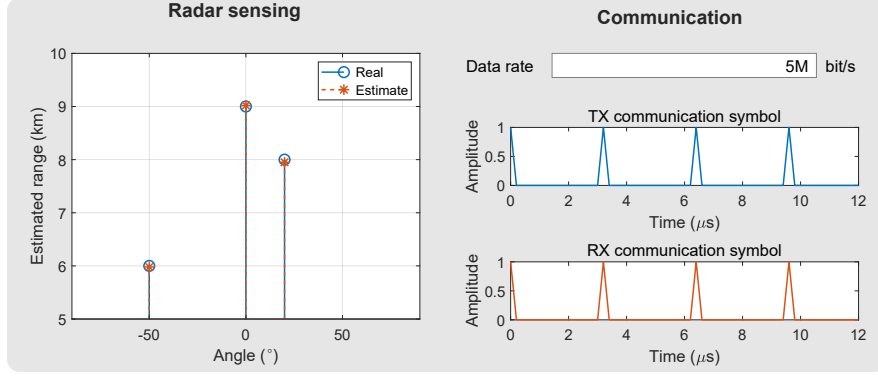 Radar sensing
10
9
8
7
6
5
Estimated range (km)
-50
0
50
Angle (°)
Real
Estimate
Communication
Data rate 5M bit/s
TX communication symbol
1
0.5
0
Amplitude
0 2 4 6 8 10 12
Time (μs)
RX communication symbol
1
0.5
0
Amplitude
0 2 4 6 8 10 12
Time (μs)